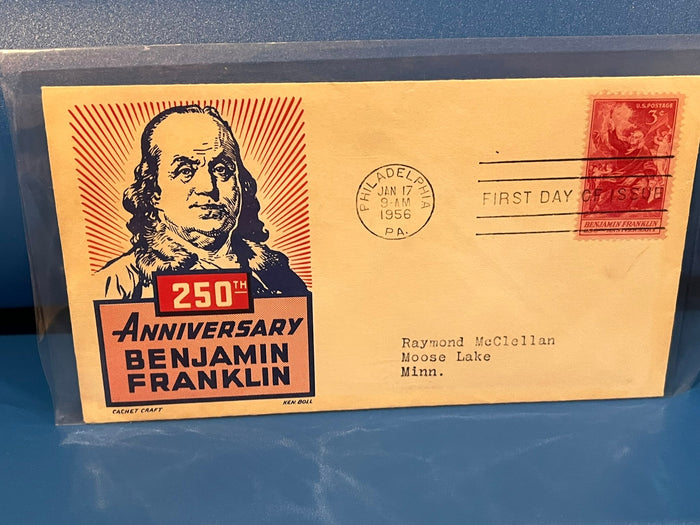 250TH
ANNIVERSARY
BENJAMIN
FRANKLIN
CACHET CRAFT
KEN BOLL
PHILADELPHIA
JAN 17
9-AM
1956
PA.
FIRST DAY OF ISSUE
U.S. POSTAGE
3¢
BENJAMIN FRANKLIN
Raymond McClellan
Moose Lake
Minn.